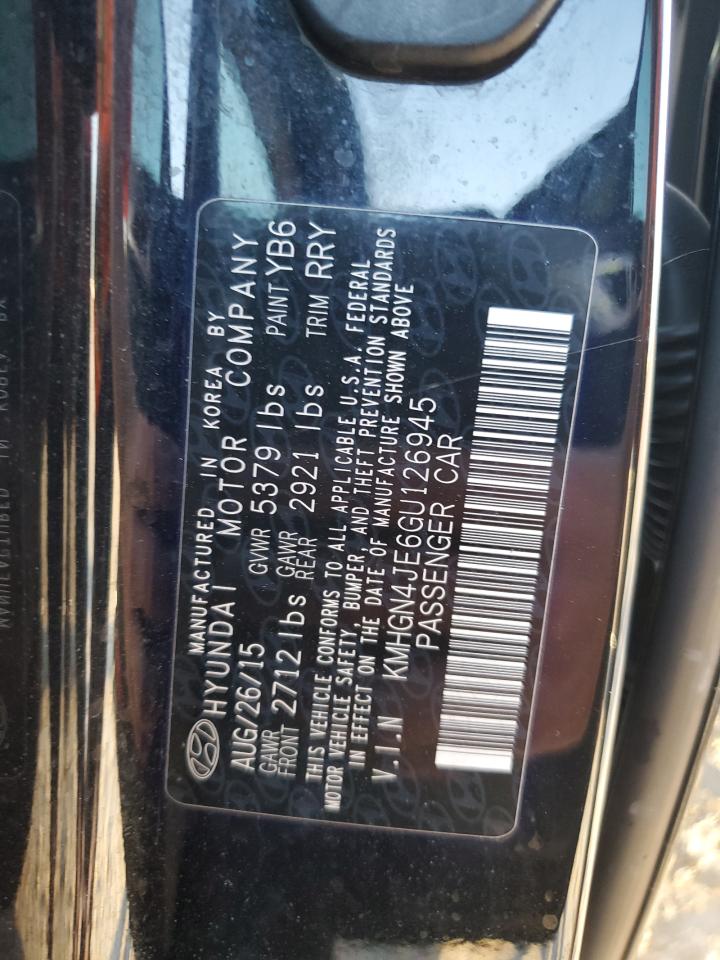 MANUFACTURED IN KOREA BY
HYUNDAI MOTOR COMPANY
AUG/26/15 GVWR 5379 lbs PAINT YB6
GAWR FRONT 2712 lbs GAWR REAR 2921 lbs TRIM RRY
THIS VEHICLE CONFORMS TO ALL APPLICABLE U.S.A. FEDERAL
MOTOR VEHICLE SAFETY, BUMPER, AND THEFT PREVENTION STANDARDS
IN EFFECT ON THE DATE OF MANUFACTURE SHOWN ABOVE
V.I.N KMHGN4JE6GU126945
PASSENGER CAR